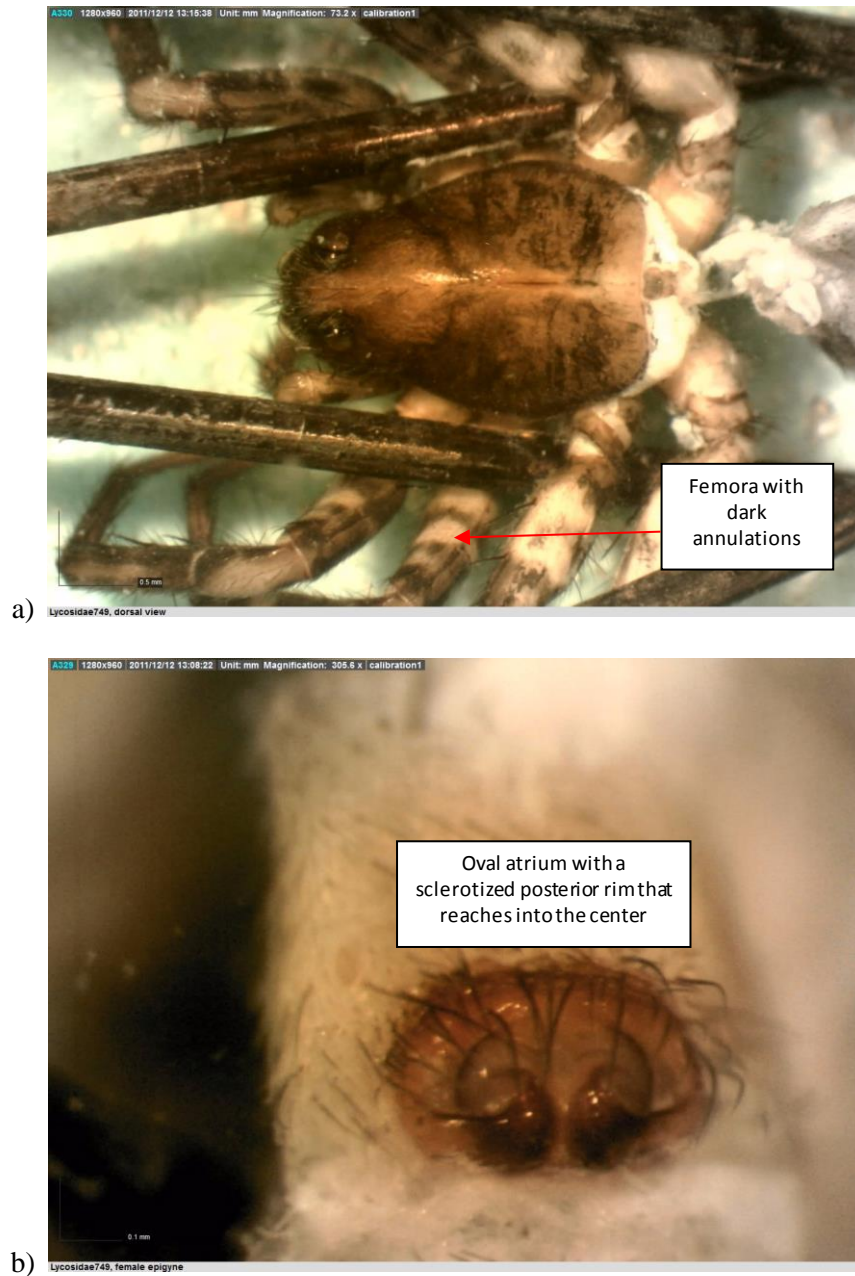 A330 1280x960 2011/12/12 13:15:38 Unit: mm Magnification: 73.2 x calibration1
Femora with
dark
annulations
0.5 mm
a)
Lycosidae749, dorsal view
A329 1280x960 2011/12/12 13:08:22 Unit: mm Magnification: 305.6 x calibration1
Oval atrium with a
sclerotized posterior rim that
reaches into the center
0.1 mm
b)
Lycosidae749, female epigyne